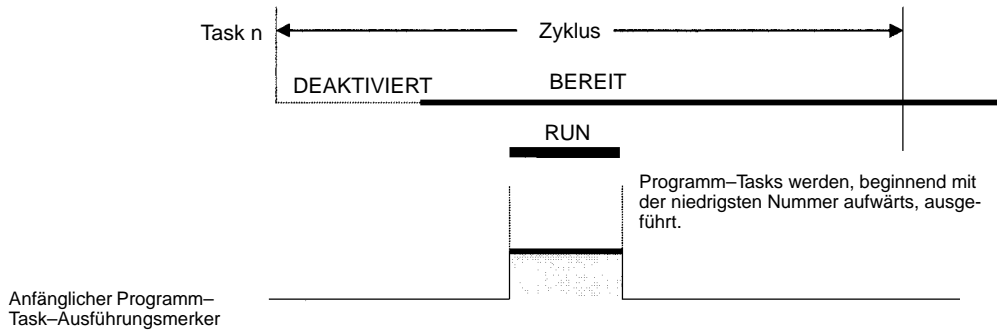 Task n
Zyklus
DEAKTIVIERT
BEREIT
RUN
Programm–Tasks werden, beginnend mit
der niedrigsten Nummer aufwärts, ausge-
führt.
Anfänglicher Programm–
Task–Ausführungsmerker